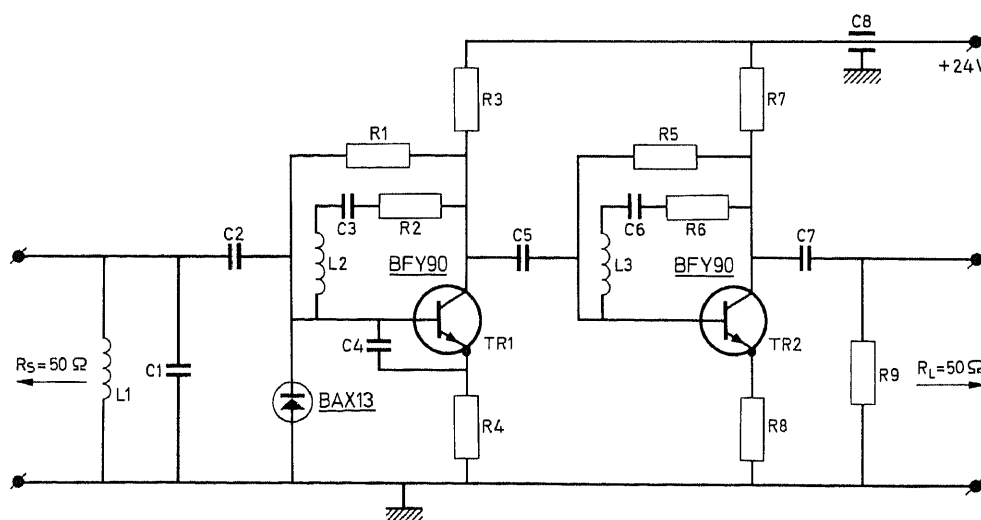 C8
+24V
R3
R7
R1
R5
C3
R2
C6
R6
C2
L2
BFY90
C5
L3
BFY90
C7
TR1
TR2
C4
RS=50 Ω
L1
C1
BAX13
R4
R8
R9
RL=50 Ω